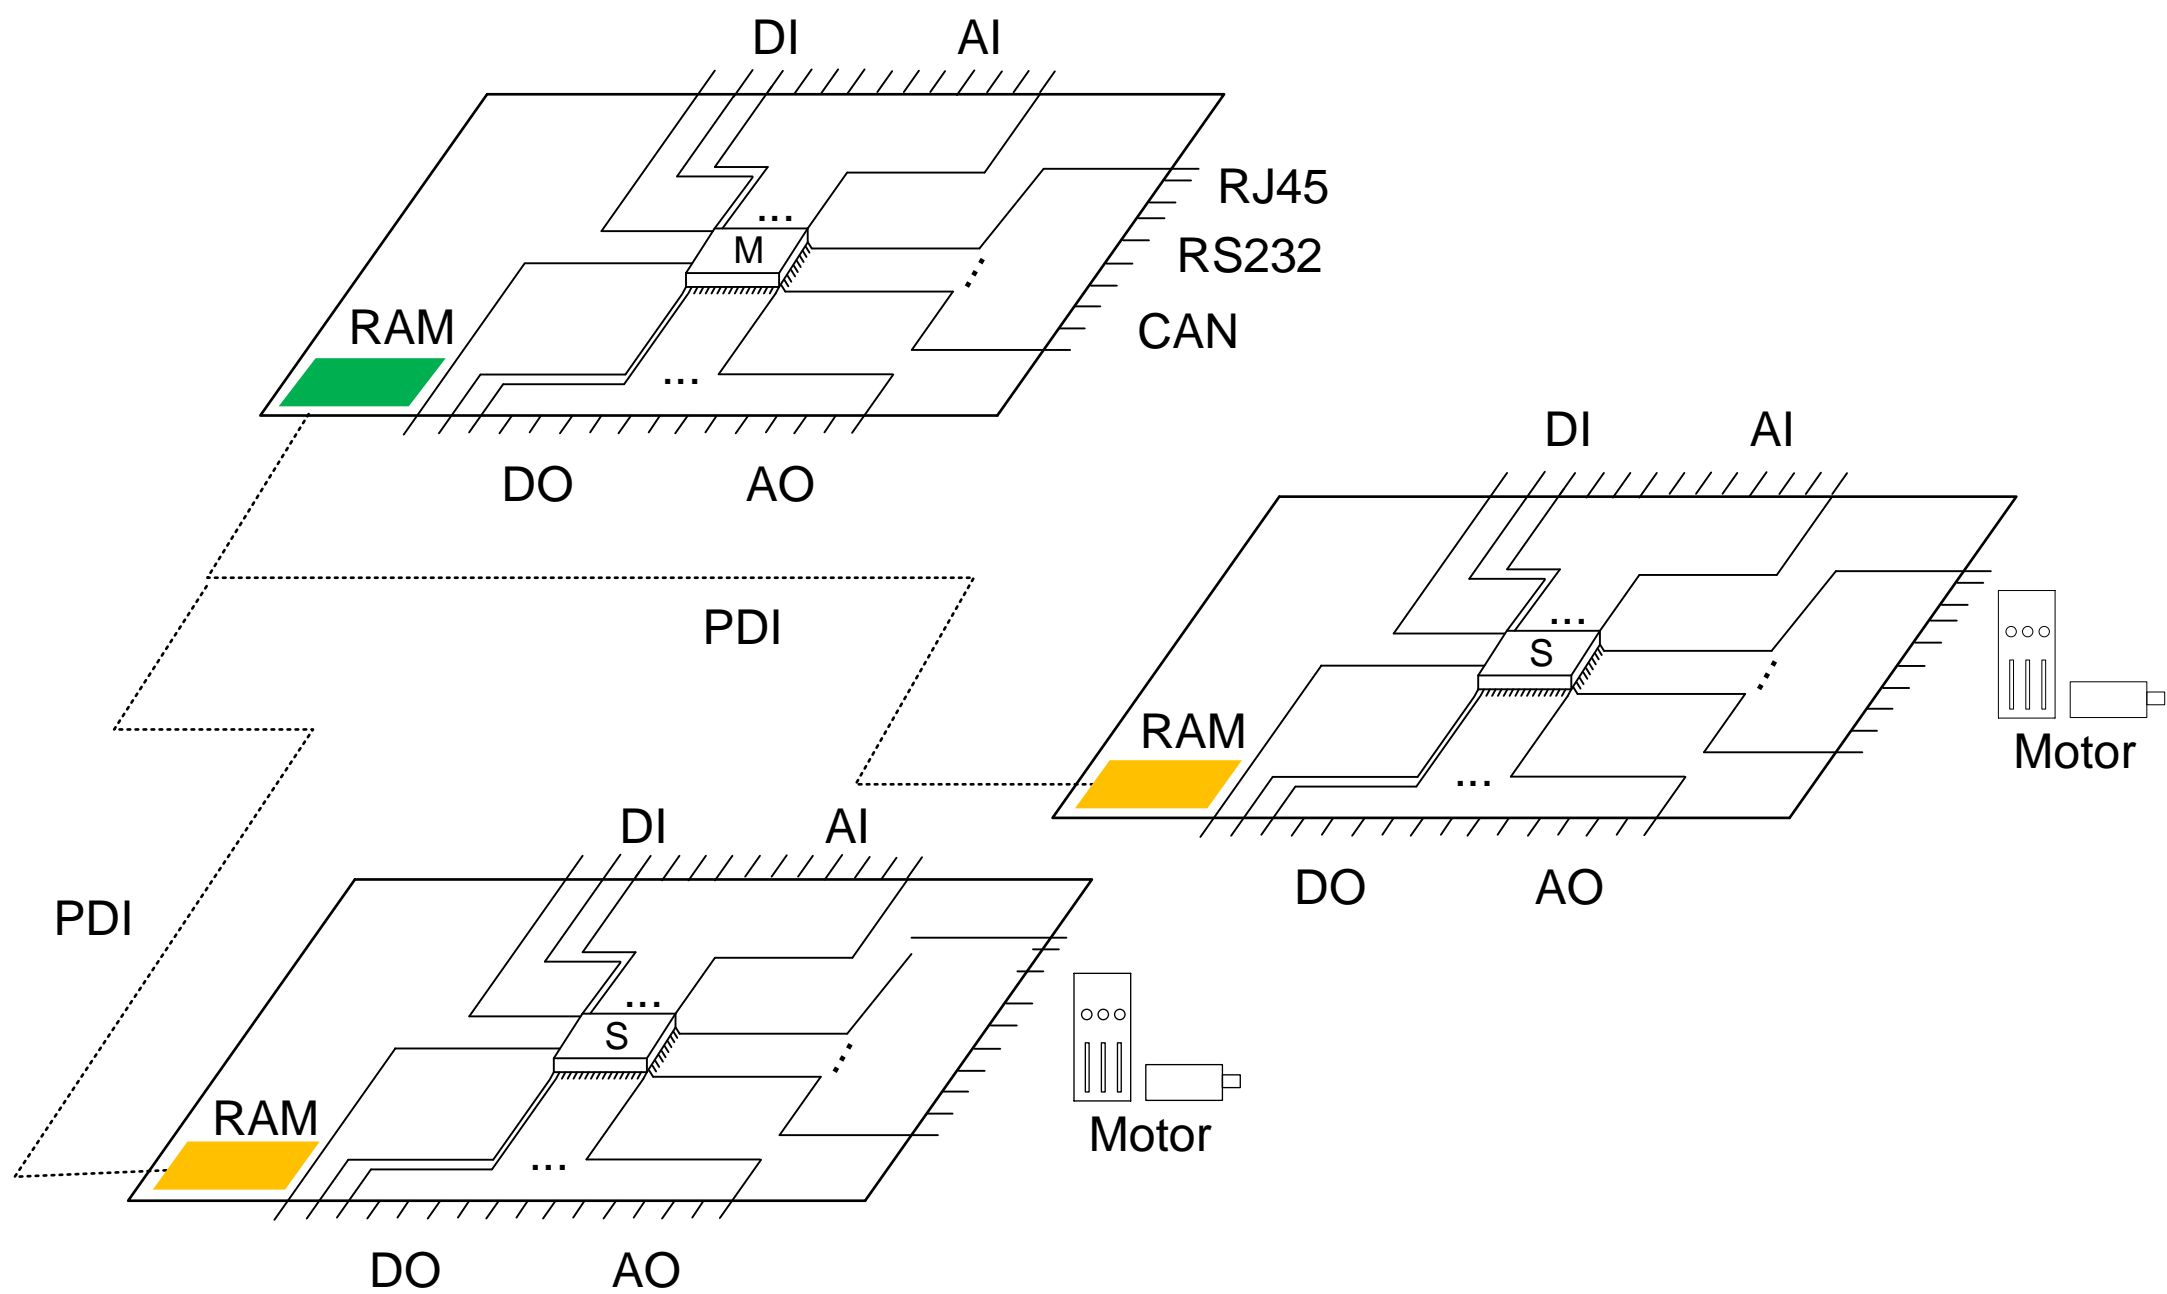 DI AI
...
M
RJ45
RS232
CAN
RAM
...
DO AO
PDI
DI AI
...
S
RAM
...
Motor
DO AO
PDI
DI AI
...
S
RAM
...
Motor
DO AO